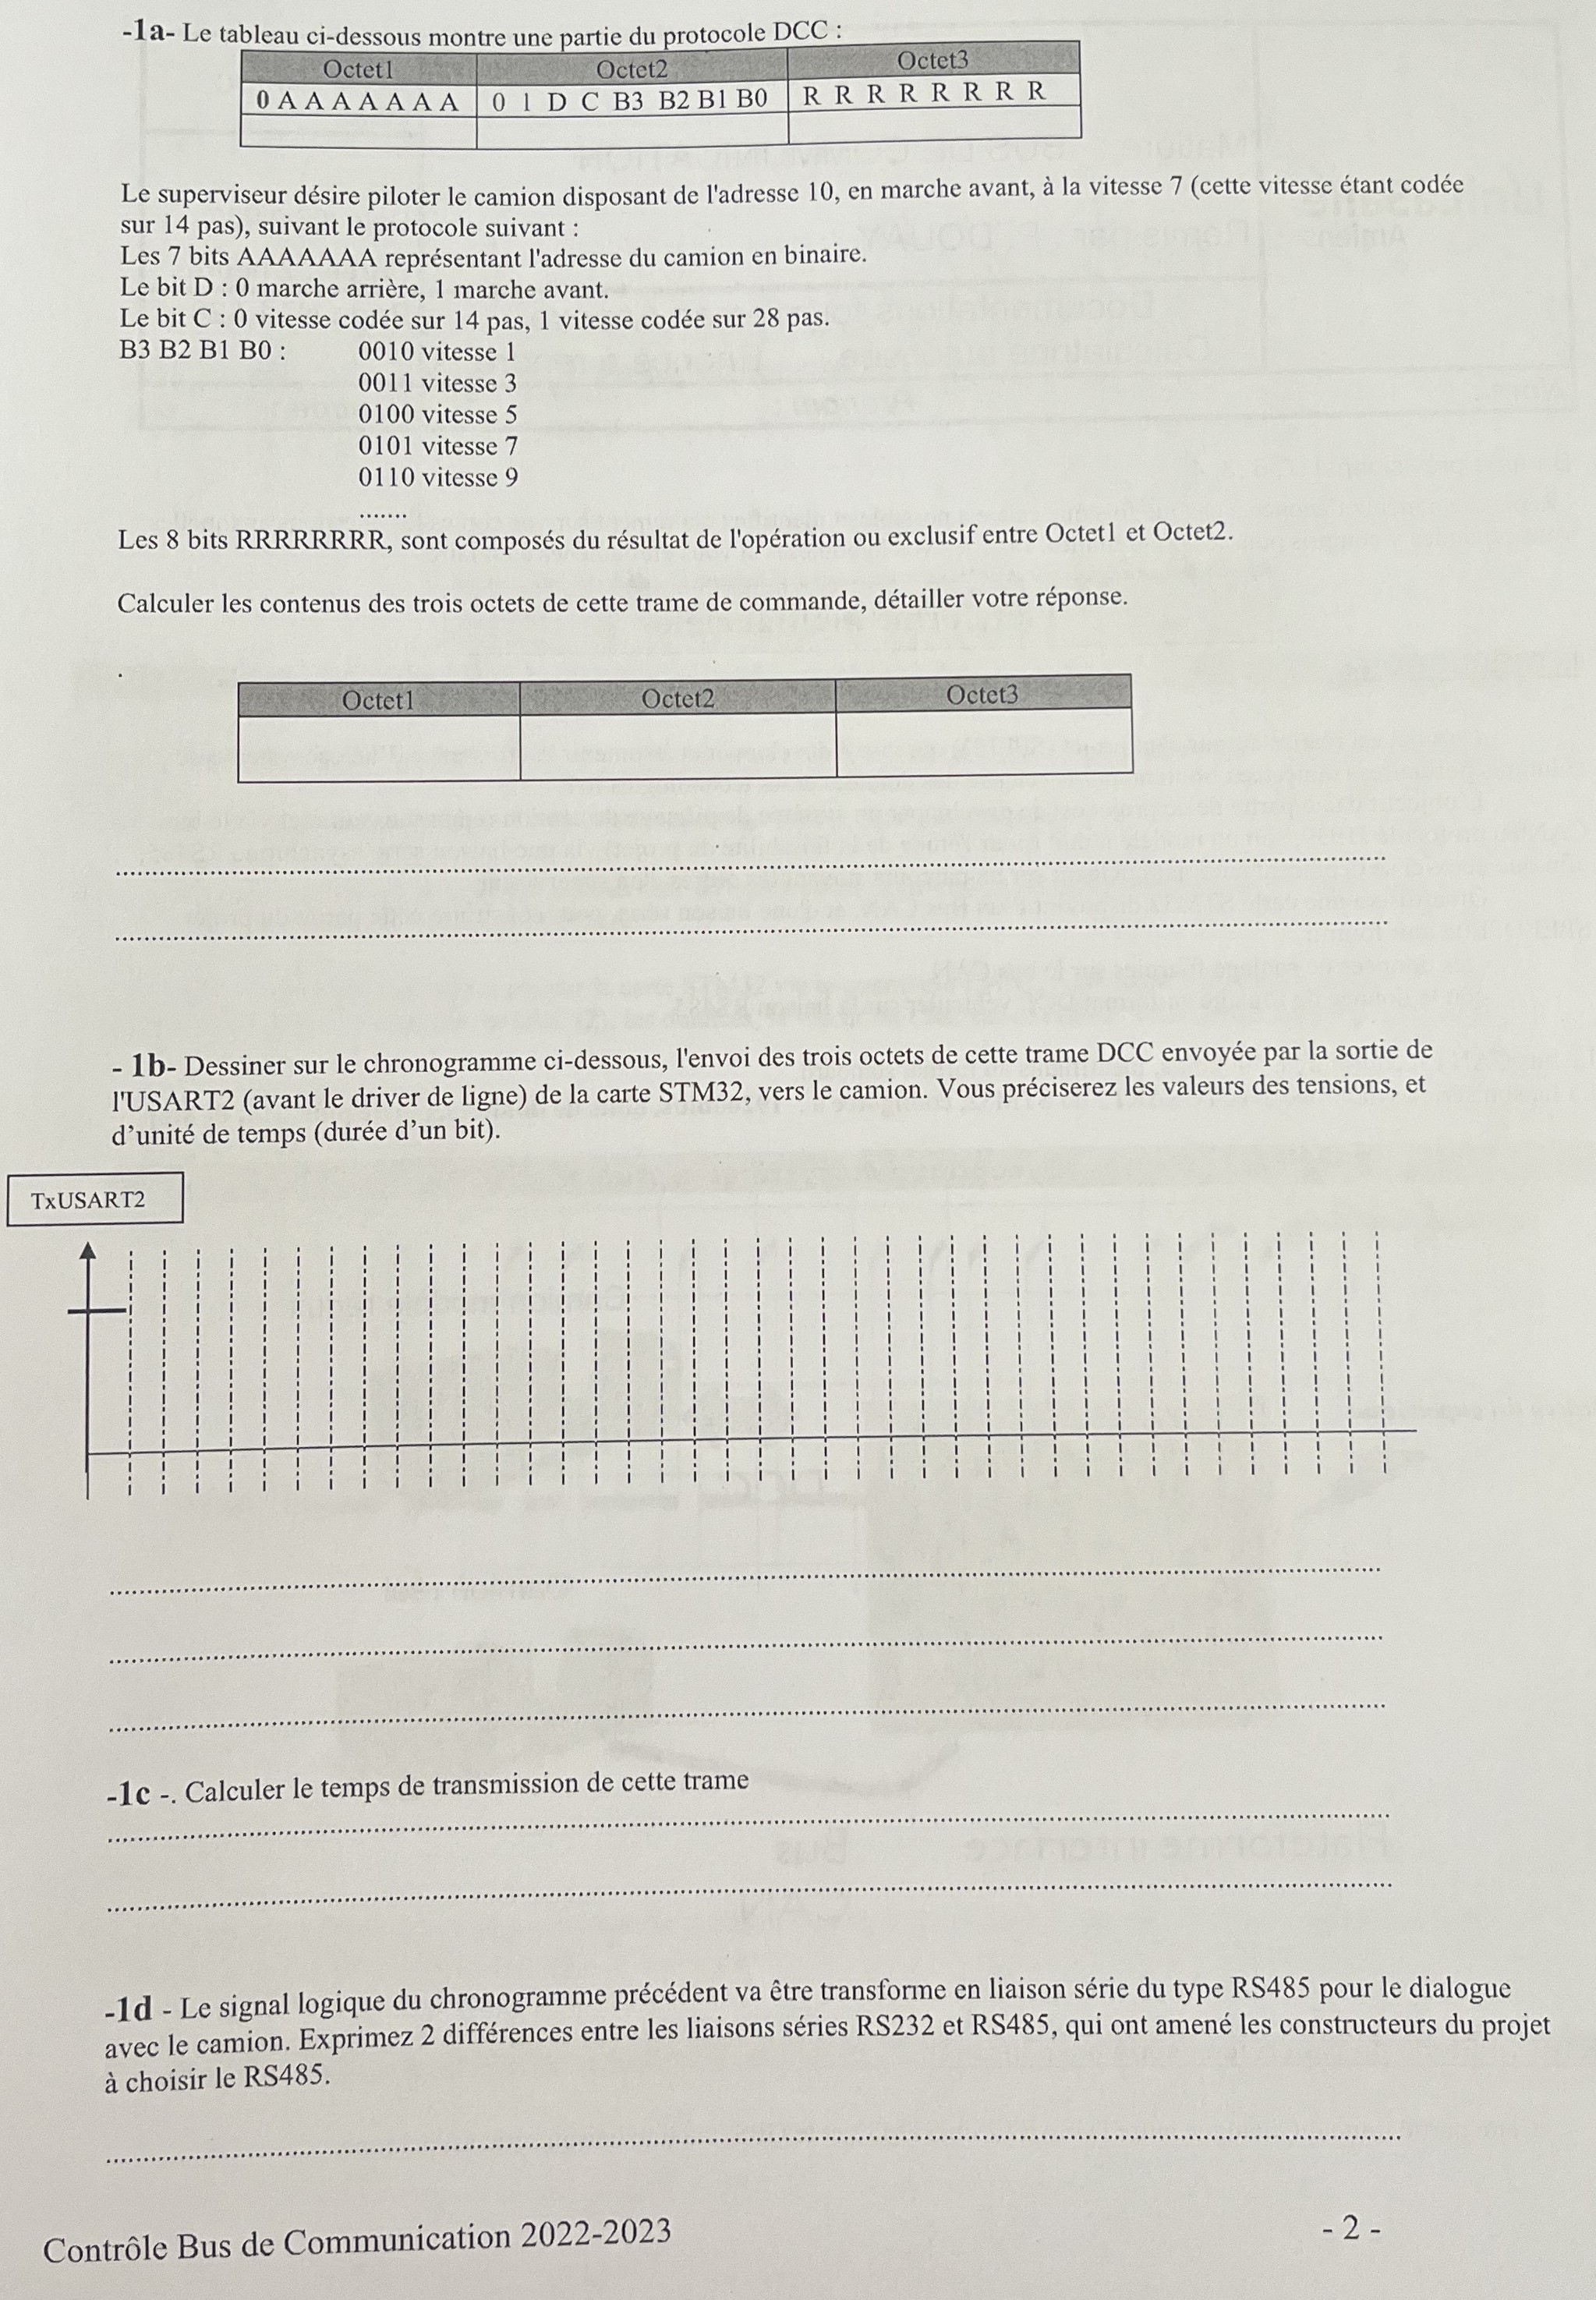 -1a- Le tableau ci-dessous montre une partie du protocole DCC :
Octet1 Octet2 Octet3
0 A A A A A A A 0 1 D C B3 B2 B1 B0 R R R R R R R R
Le superviseur désire piloter le camion disposant de l'adresse 10, en marche avant, à la vitesse 7 (cette vitesse étant codée
sur 14 pas), suivant le protocole suivant :
Les 7 bits AAAAAAA représentant l'adresse du camion en binaire.
Le bit D : 0 marche arrière, 1 marche avant.
Le bit C : 0 vitesse codée sur 14 pas, 1 vitesse codée sur 28 pas.
B3 B2 B1 B0 : 0010 vitesse 1
0011 vitesse 3
0100 vitesse 5
0101 vitesse 7
0110 vitesse 9
.......
Les 8 bits RRRRRRRR, sont composés du résultat de l'opération ou exclusif entre Octet1 et Octet2.
Calculer les contenus des trois octets de cette trame de commande, détailler votre réponse.
Octet1 Octet2 Octet3
- 1b- Dessiner sur le chronogramme ci-dessous, l'envoi des trois octets de cette trame DCC envoyée par la sortie de
l'USART2 (avant le driver de ligne) de la carte STM32, vers le camion. Vous préciserez les valeurs des tensions, et
d'unité de temps (durée d'un bit).
TxUSART2
-1c -. Calculer le temps de transmission de cette trame
-1d - Le signal logique du chronogramme précédent va être transforme en liaison série du type RS485 pour le dialogue
avec le camion. Exprimez 2 différences entre les liaisons séries RS232 et RS485, qui ont amené les constructeurs du projet
à choisir le RS485.
Contrôle Bus de Communication 2022-2023
- 2 -